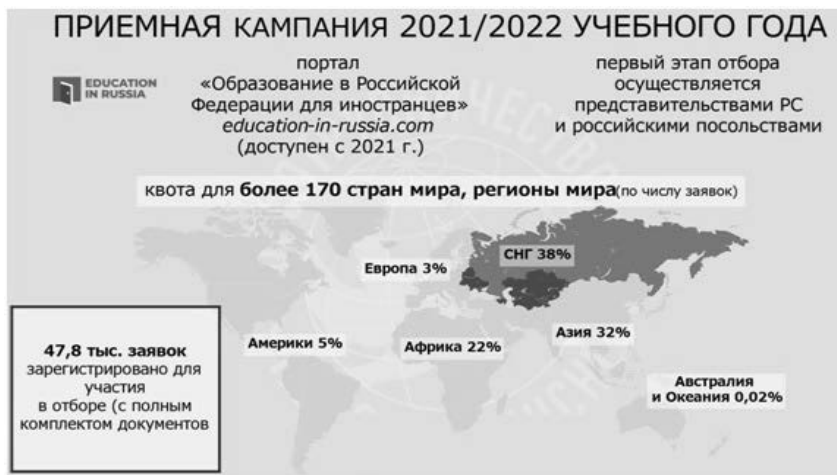 ПРИЕМНАЯ КАМПАНИЯ 2021/2022 УЧЕБНОГО ГОДА
EDUCATION
IN RUSSIA
портал
«Образование в Российской
Федерации для иностранцев»
education-in-russia.com
(доступен с 2021 г.)
первый этап отбора
осуществляется
представительствами РС
и российскими посольствами
квота для более 170 стран мира, регионы мира(по числу заявок)
СНГ 38%
Европа 3%
Америки 5%
Африка 22%
Азия 32%
Австралия
и Океания 0,02%
47,8 тыс. заявок
зарегистрировано для
участия
в отборе (с полным
комплектом документов